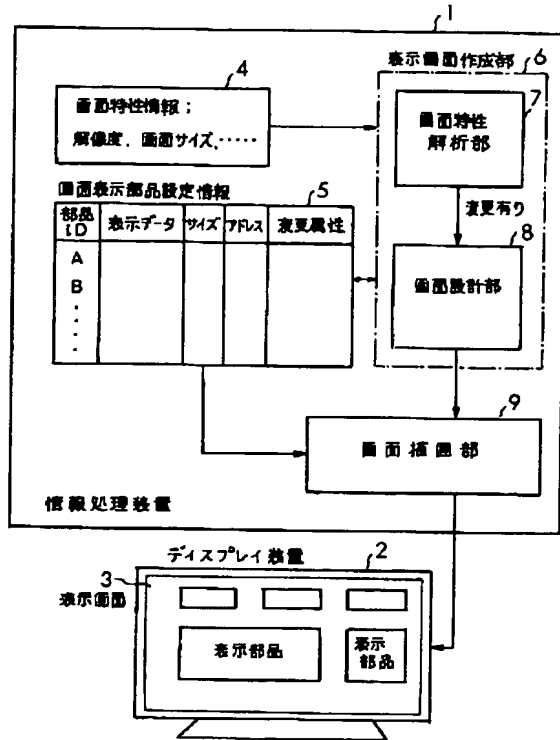 1
表示画面作成部
6
4
画面特性情報；
解像度、画面サイズ、‥‥‥
7
画面特性
解析部
変更有り
画面表示部品設定情報
5
部品
ID
表示データ
サイズ
アドレス
変更属性
A
B
・
・
・
・
8
画面設計部
9
画面描画部
情報処理装置
ディスプレイ装置
2
3
表示画面
表示部品
表示
部品